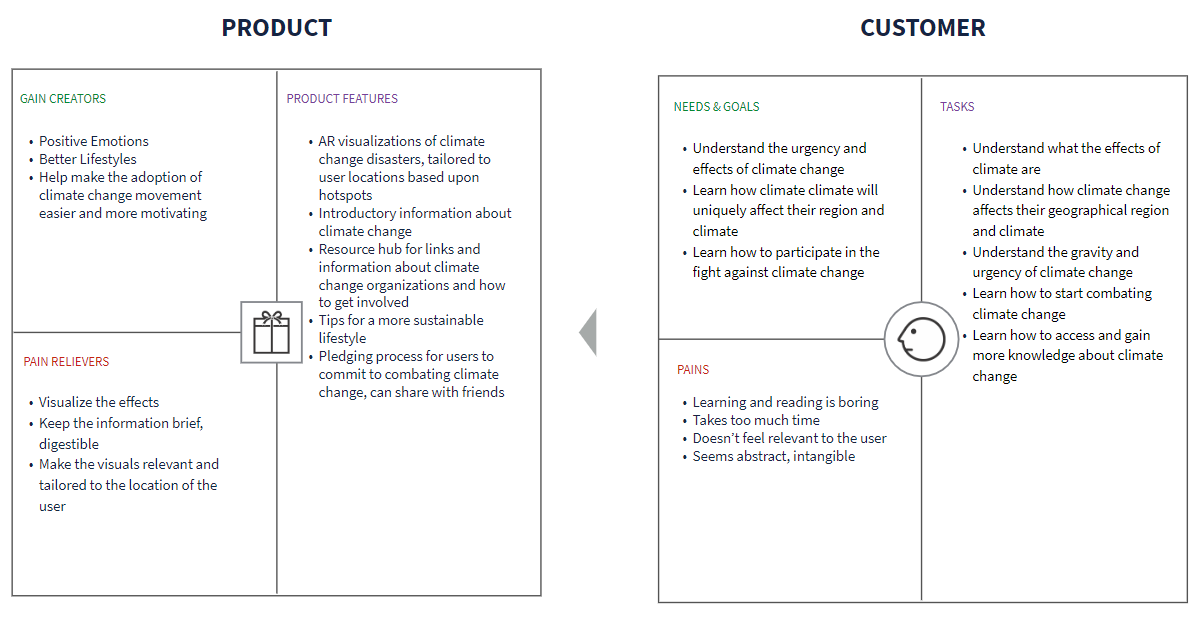 PRODUCT
GAIN CREATORS
• Positive Emotions
• Better Lifestyles
• Help make the adoption of
climate change movement
easier and more motivating
PRODUCT FEATURES
• AR visualizations of climate
change disasters, tailored to
user locations based upon
hotspots
• Introductory information about
climate change
• Resource hub for links and
information about climate
change organizations and how
to get involved
• Tips for a more sustainable
lifestyle
• Pledging process for users to
commit to combating climate
change, can share with friends
PAIN RELIEVERS
• Visualize the effects
• Keep the information brief,
digestible
• Make the visuals relevant and
tailored to the location of the
user
CUSTOMER
NEEDS & GOALS
• Understand the urgency and
effects of climate change
• Learn how climate climate will
uniquely affect their region and
climate
• Learn how to participate in the
fight against climate change
TASKS
• Understand what the effects of
climate are
• Understand how climate change
affects their geographical region
and climate
• Understand the gravity and
urgency of climate change
• Learn how to start combating
climate change
• Learn how to access and gain
more knowledge about climate
change
PAINS
• Learning and reading is boring
• Takes too much time
• Doesn't feel relevant to the user
• Seems abstract, intangible